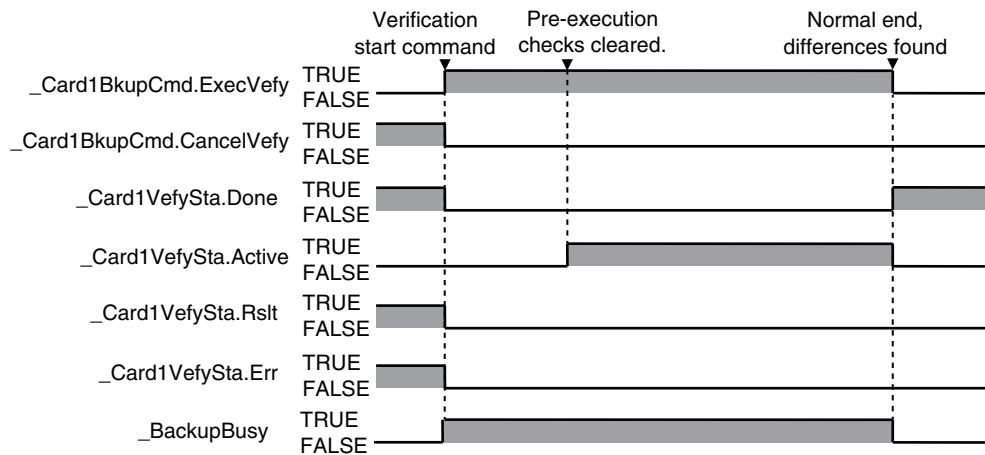 Verification
start command
Pre-execution
checks cleared.
Normal end,
differences found
_Card1BkupCmd.ExecVefy
TRUE
FALSE
_Card1BkupCmd.CancelVefy
TRUE
FALSE
_Card1VefySta.Done
TRUE
FALSE
_Card1VefySta.Active
TRUE
FALSE
_Card1VefySta.Rslt
TRUE
FALSE
_Card1VefySta.Err
TRUE
FALSE
_BackupBusy
TRUE
FALSE